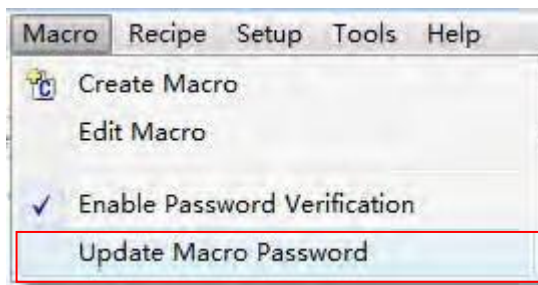 Macro Recipe Setup Tools Help
Create Macro
Edit Macro
Enable Password Verification
Update Macro Password